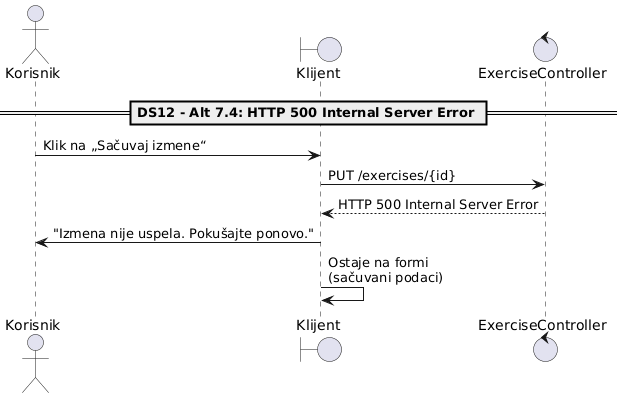 Korisnik
Klijent
ExerciseController
DS12 - Alt 7.4: HTTP 500 Internal Server Error
Klik na „Sačuvaj izmene“
PUT /exercises/{id}
HTTP 500 Internal Server Error
"Izmena nije uspela. Pokušajte ponovo."
Ostaje na formi
(sačuvani podaci)
Korisnik
Klijent
ExerciseController